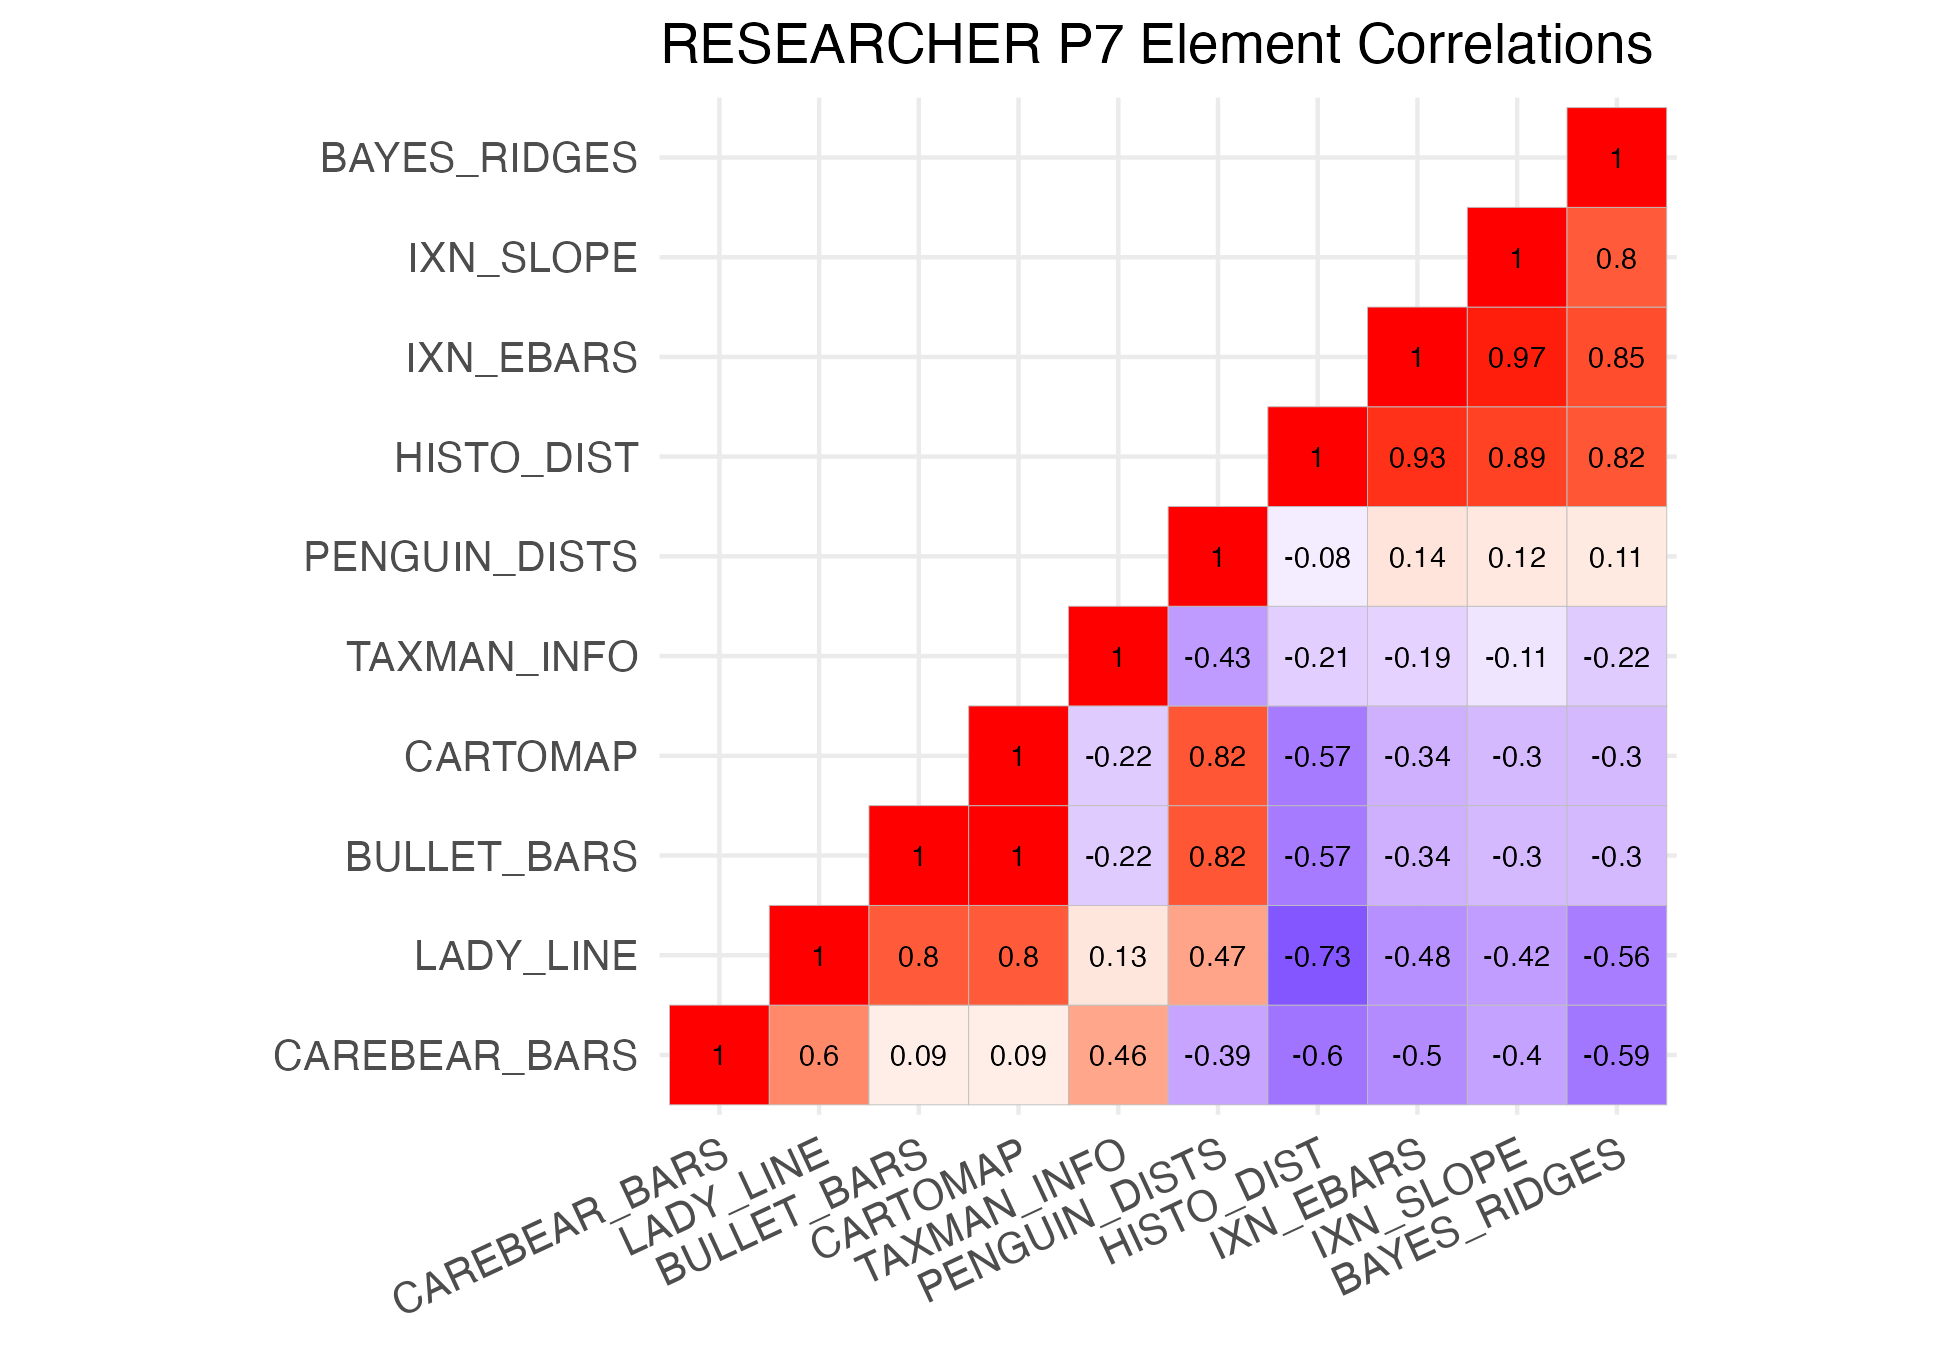 RESEARCHER P7 Element Correlations
BAYES_RIDGES 1
IXN_SLOPE 1 0.8
IXN_EBARS 1 0.97 0.85
HISTO_DIST 1 0.93 0.89 0.82
PENGUIN_DISTS 1 -0.08 0.14 0.12 0.11
TAXMAN_INFO 1 -0.43 -0.21 -0.19 -0.11 -0.22
CARTOMAP 1 -0.22 0.82 -0.57 -0.34 -0.3 -0.3
BULLET_BARS 1 1 -0.22 0.82 -0.57 -0.34 -0.3 -0.3
LADY_LINE 1 0.8 0.8 0.13 0.47 -0.73 -0.48 -0.42 -0.56
CAREBEAR_BARS 1 0.6 0.09 0.09 0.46 -0.39 -0.6 -0.5 -0.4 -0.59
CAREBEAR_BARS
LADY_LINE
BULLET_BARS
CARTOMAP
TAXMAN_INFO
PENGUIN_DISTS
HISTO_DIST
IXN_EBARS
IXN_SLOPE
BAYES_RIDGES